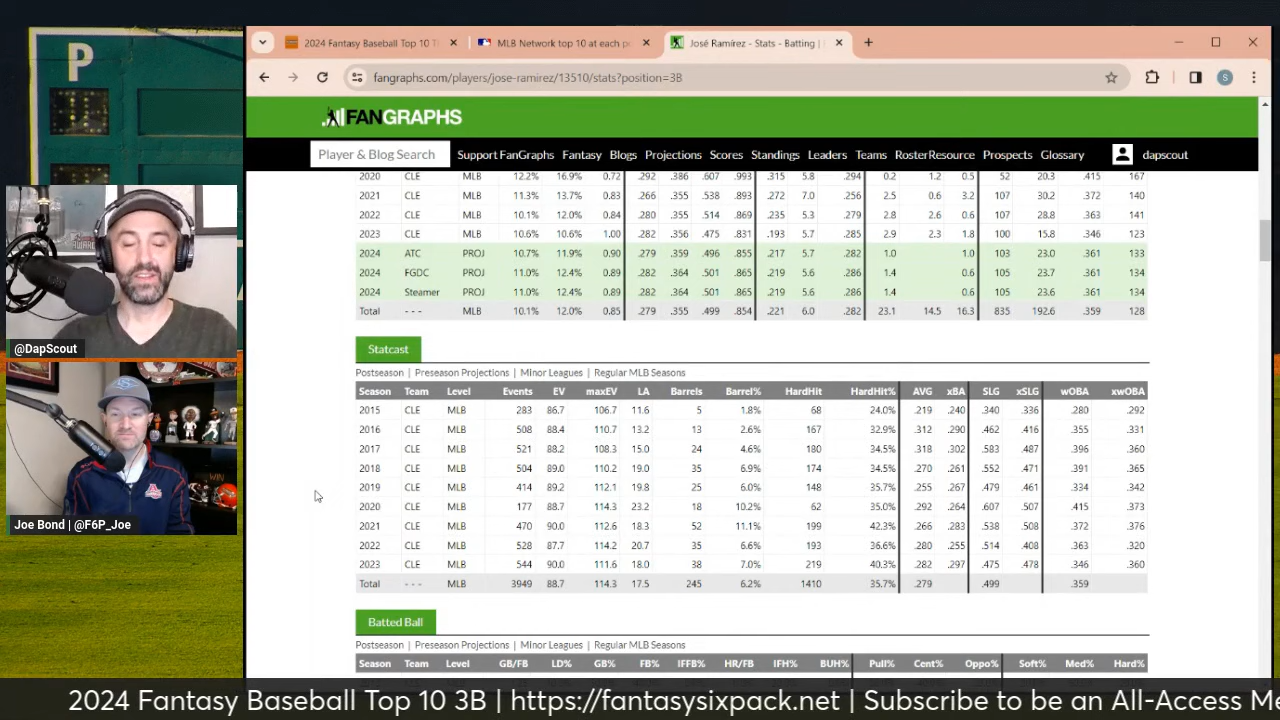 P
2024 Fantasy Baseball Top 10 T
MLB Network top 10 at each p
José Ramírez - Stats - Batting |
fangraphs.com/players/jose-ramirez/13510/stats?position=3B
S
FANGRAPHS
Player & Blog Search Support FanGraphs Fantasy Blogs Projections Scores Standings Leaders Teams RosterResource Prospects Glossary dapscout
2020 CLE MLB 12.2% 16.9% 0.72 .292 .386 .607 .993 .315 5.8 .294 0.2 1.2 0.5 52 20.3 .415 167
2021 CLE MLB 11.3% 13.7% 0.83 .266 .355 .538 .893 .272 7.0 .256 2.5 0.6 3.2 107 30.2 .372 140
2022 CLE MLB 10.1% 12.0% 0.84 .280 .355 .514 .869 .235 5.3 .279 2.8 2.6 0.6 107 28.8 .363 141
2023 CLE MLB 10.6% 10.6% 1.00 .282 .356 .475 .831 .193 5.7 .285 2.9 2.3 1.8 100 15.8 .346 123
2024 ATC PROJ 10.7% 11.9% 0.90 .279 .359 .496 .855 .217 5.7 .282 1.0 1.0 103 23.0 .361 133
2024 FGDC PROJ 11.0% 12.4% 0.89 .282 .364 .501 .865 .219 5.6 .286 1.4 0.6 105 23.7 .361 134
2024 Steamer PROJ 11.0% 12.4% 0.89 .282 .364 .501 .865 .219 5.6 .286 1.4 0.6 105 23.6 .361 134
Total - - - MLB 10.1% 12.0% 0.85 .279 .355 .499 .854 .221 6.0 .282 23.1 14.5 16.3 835 192.6 .359 128
Statcast
Postseason | Preseason Projections | Minor Leagues | Regular MLB Seasons
Season Team Level Events EV maxEV LA Barrels Barrel% HardHit HardHit% AVG xBA SLG xSLG wOBA xwOBA
2015 CLE MLB 283 86.7 106.7 11.6 5 1.8% 68 24.0% .219 .240 .340 .336 .280 .292
2016 CLE MLB 508 88.4 110.7 13.2 13 2.6% 167 32.9% .312 .290 .462 .416 .355 .331
2017 CLE MLB 521 88.2 108.3 15.0 24 4.6% 180 34.5% .318 .302 .583 .487 .396 .360
2018 CLE MLB 504 89.0 110.2 19.0 35 6.9% 174 34.5% .270 .261 .552 .471 .391 .365
2019 CLE MLB 414 89.2 112.1 19.8 25 6.0% 148 35.7% .255 .267 .479 .461 .334 .342
2020 CLE MLB 177 88.7 114.3 23.2 18 10.2% 62 35.0% .292 .264 .607 .507 .415 .373
2021 CLE MLB 470 90.0 112.6 18.3 52 11.1% 199 42.3% .266 .283 .538 .508 .372 .376
2022 CLE MLB 528 87.7 114.2 20.7 35 6.6% 193 36.6% .280 .255 .514 .408 .363 .320
2023 CLE MLB 544 90.0 111.6 18.0 38 7.0% 219 40.3% .282 .297 .475 .478 .346 .360
Total - - - MLB 3949 88.7 114.3 17.5 245 6.2% 1410 35.7% .279 .499 .359
Batted Ball
Postseason | Preseason Projections | Minor Leagues | Regular MLB Seasons
Season Team Level GB/FB LD% GB% FB% IFFB% HR/FB IFH% BUH% Pull% Cent% Oppo% Soft% Med% Hard%
@DapScout
Joe Bond | @F6P_Joe
2024 Fantasy Baseball Top 10 3B | https://fantasysixpack.net | Subscribe to be an All-Access Me